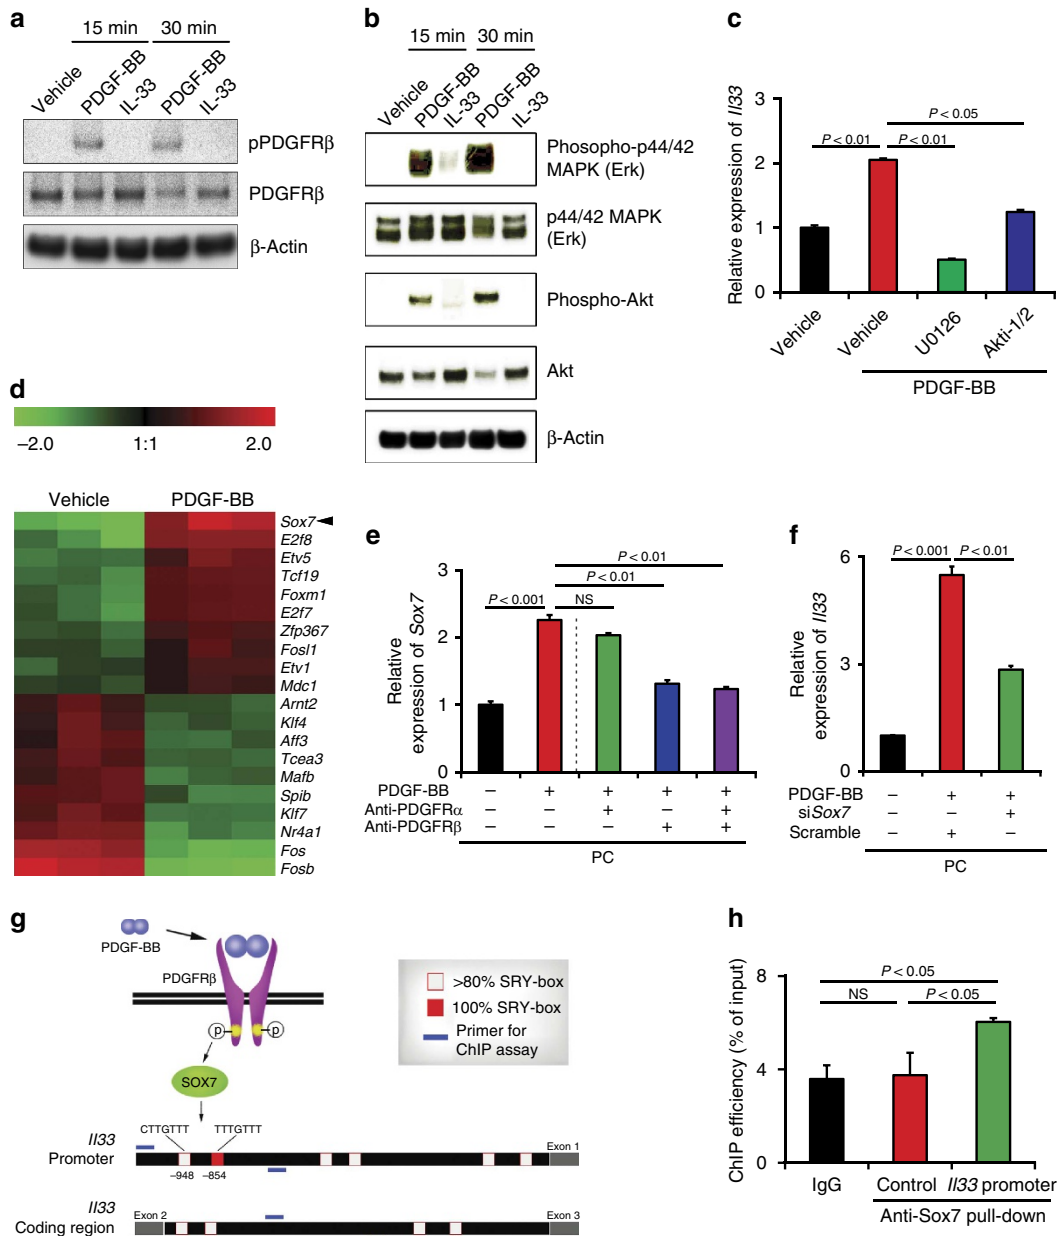 a
15 min 30 min
Vehicle PDGF-BB IL-33 PDGF-BB IL-33
pPDGFRβ
PDGFRβ
β-Actin
b
15 min 30 min
Vehicle PDGF-BB IL-33 PDGF-BB IL-33
Phosopho-p44/42
MAPK (Erk)
p44/42 MAPK
(Erk)
Phospho-Akt
Akt
β-Actin
c
Relative expression of Il33
3
2
1
0
P < 0.05
P < 0.01 P < 0.01
Vehicle Vehicle U0126 Akti-1/2
PDGF-BB
d
–2.0 1:1 2.0
Vehicle PDGF-BB
Sox7
E2f8
Etv5
Tcf19
Foxm1
E2f7
Zfp367
Fosl1
Etv1
Mdc1
Arnt2
Klf4
Aff3
Tcea3
Mafb
Spib
Klf7
Nr4a1
Fos
Fosb
e
Relative
expression of Sox7
3
2
1
0
P < 0.01
P < 0.01
P < 0.001 NS
PDGF-BB – + + + +
Anti-PDGFRα – – + – +
Anti-PDGFRβ – – – + +
PC
f
Relative
expression of Il33
6
3
0
P < 0.001 P < 0.01
PDGF-BB – + +
siSox7 – – +
Scramble – + –
PC
g
PDGF-BB
PDGFRβ
p p
SOX7
>80% SRY-box
100% SRY-box
Primer for
ChIP assay
CTTGTTT TTTGTTT
Il33
Promoter
Exon 1
–948 –854
Il33
Coding region
Exon 2 Exon 3
h
ChIP efficiency (% of input)
8
4
0
P < 0.05
NS P < 0.05
IgG Control Il33 promoter
Anti-Sox7 pull-down